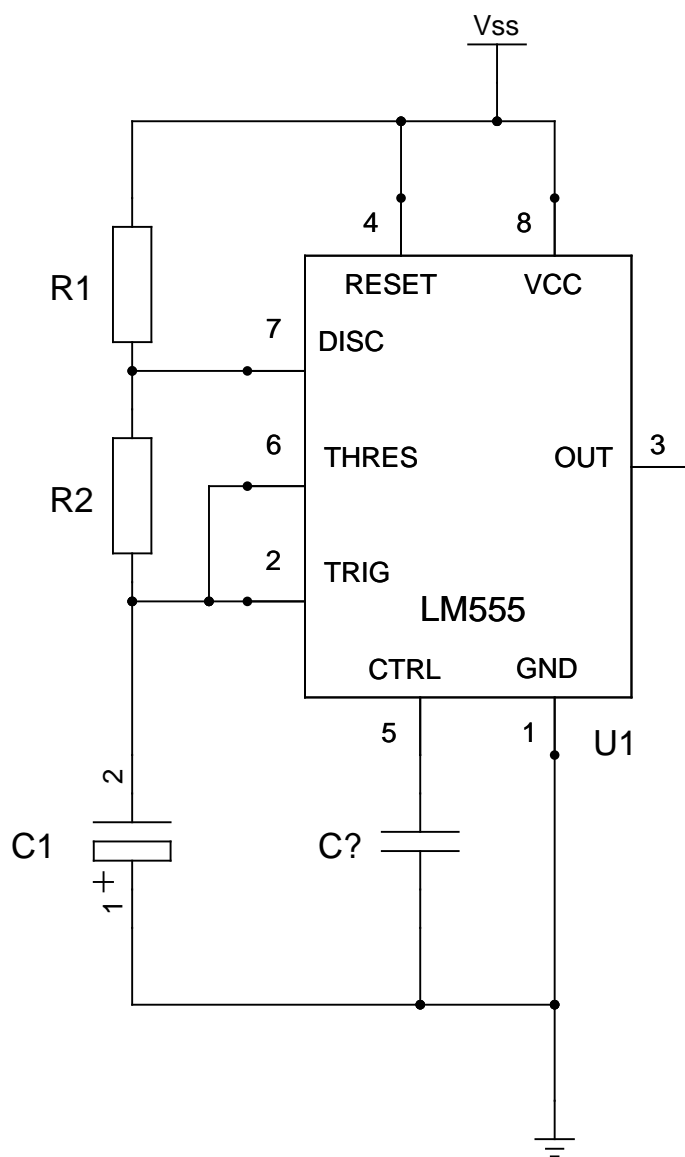 Vss
4
8
R1
RESET
VCC
7
DISC
6
THRES
OUT
3
R2
2
TRIG
LM555
CTRL
GND
5
1
U1
2
C1
C?
+
1